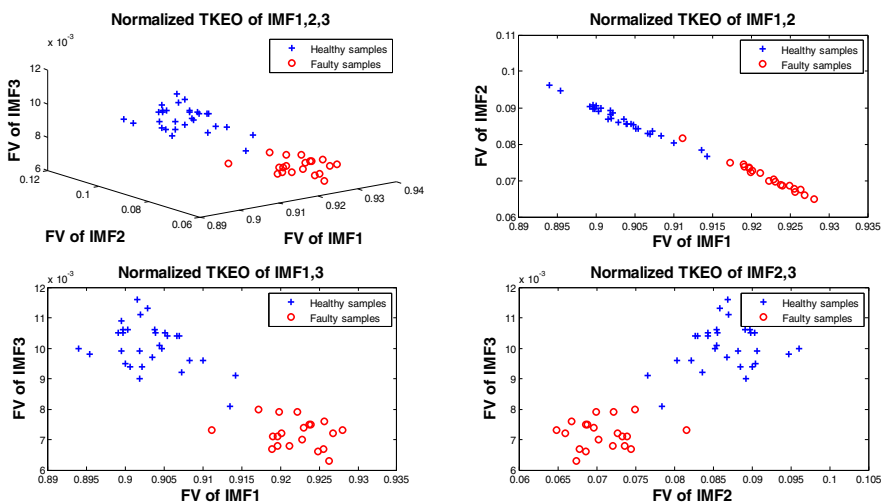 Normalized TKEO of IMF1,2,3
x 10⁻³
Healthy samples
Faulty samples
FV of IMF3
12
10
8
6
0.12
0.1
0.08
0.06
FV of IMF2
0.89
0.9
0.91
0.92
0.93
0.94
FV of IMF1
Normalized TKEO of IMF1,2
Healthy samples
Faulty samples
FV of IMF2
0.11
0.1
0.09
0.08
0.07
0.06
0.89 0.895 0.9 0.905 0.91 0.915 0.92 0.925 0.93 0.935
FV of IMF1
Normalized TKEO of IMF1,3
x 10⁻³
Healthy samples
Faulty samples
FV of IMF3
12
10
8
6
0.89 0.895 0.9 0.905 0.91 0.915 0.92 0.925 0.93 0.935
FV of IMF1
Normalized TKEO of IMF2,3
x 10⁻³
Healthy samples
Faulty samples
FV of IMF3
12
10
8
6
0.06 0.065 0.07 0.075 0.08 0.085 0.09 0.095 0.1 0.105
FV of IMF2